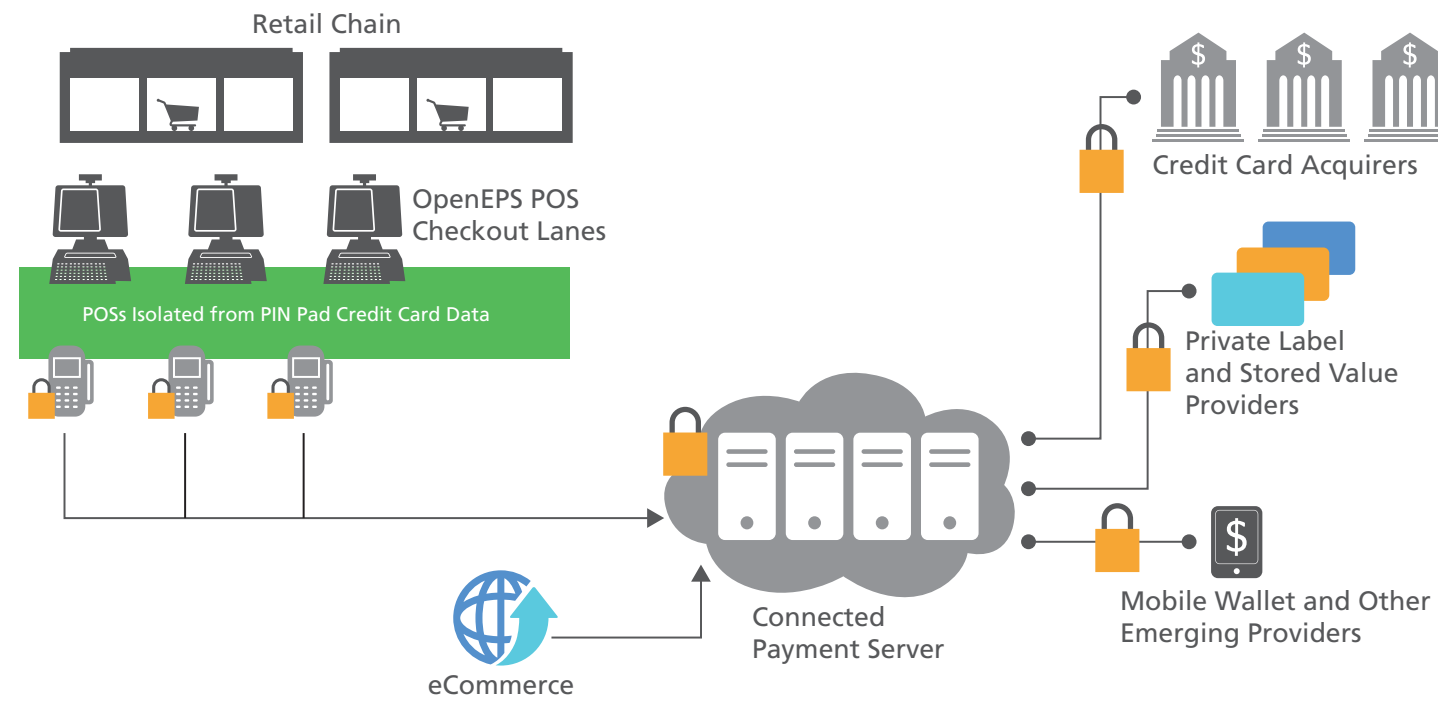 Retail Chain
OpenEPS POS
Checkout Lanes
POSs Isolated from PIN Pad Credit Card Data
eCommerce
Connected
Payment Server
$ $ $
Credit Card Acquirers
Private Label
and Stored Value
Providers
$
Mobile Wallet and Other
Emerging Providers